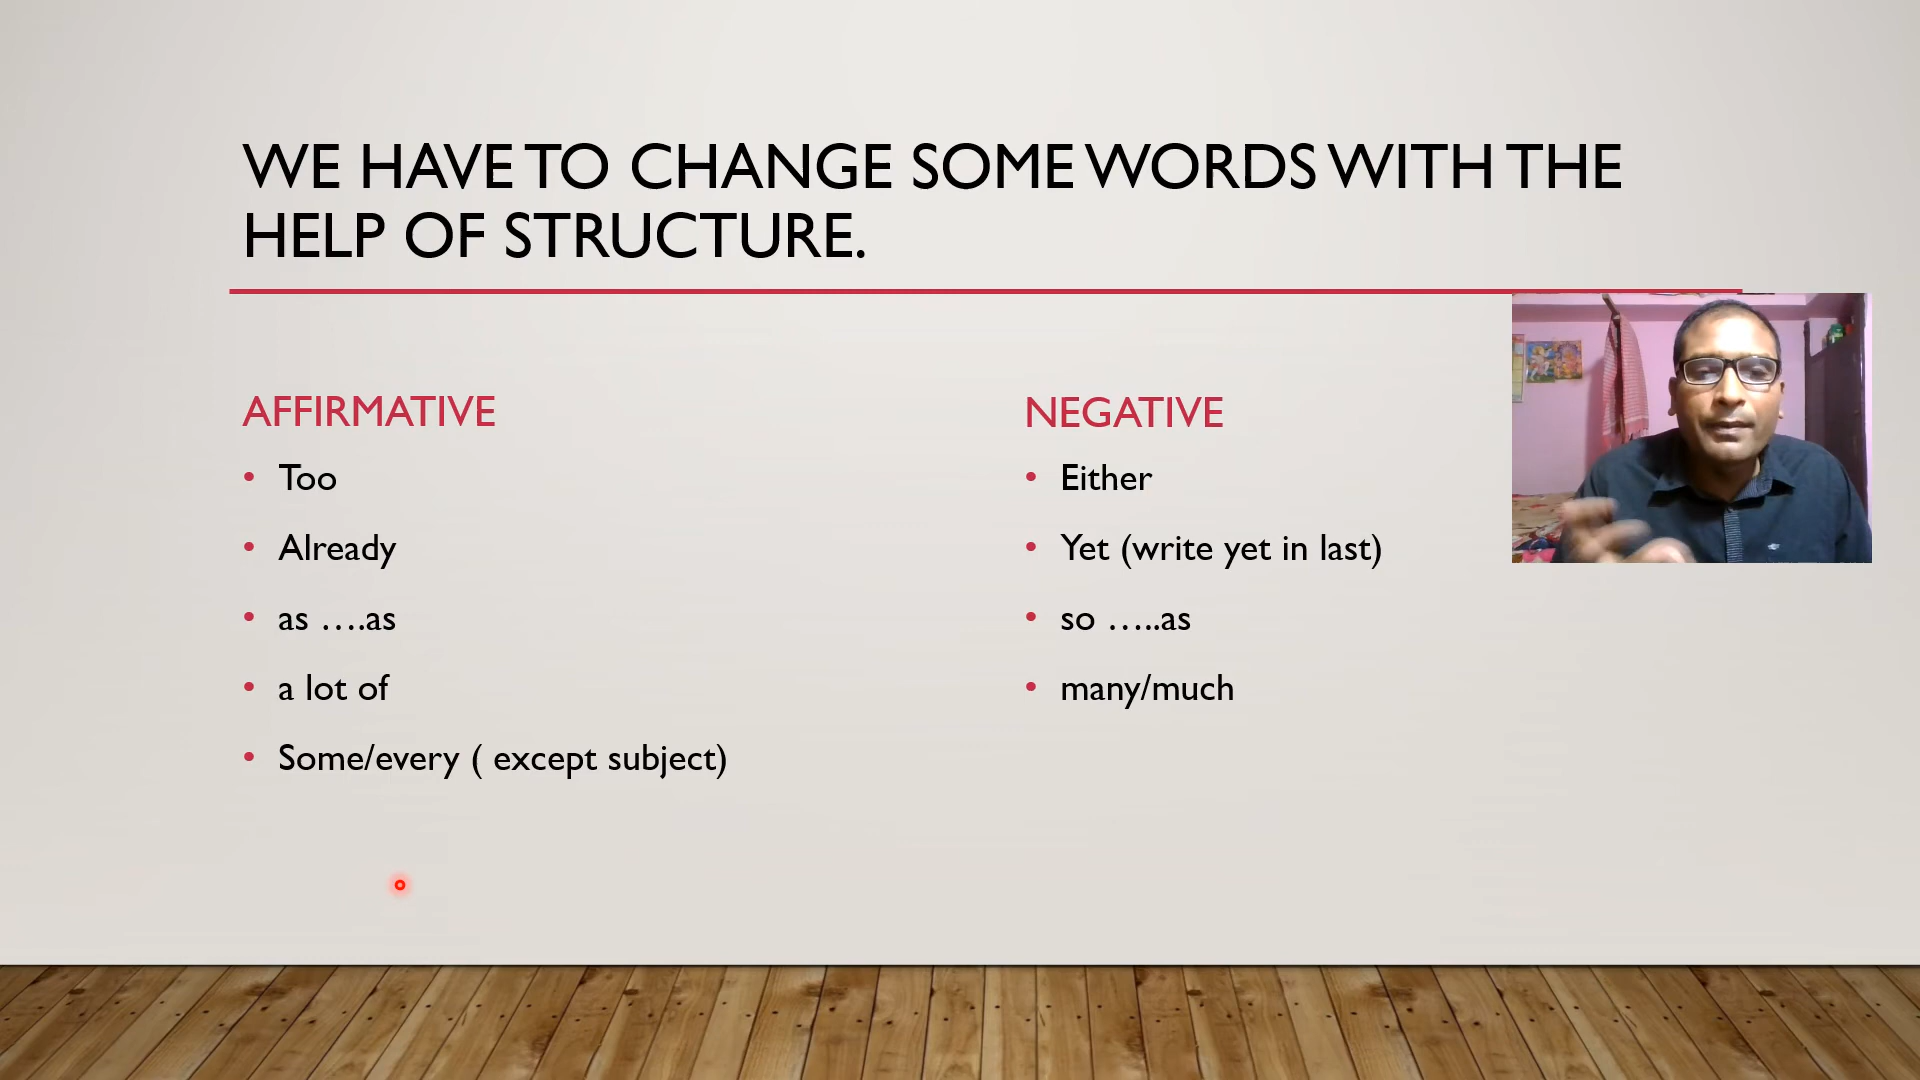 WE HAVE TO CHANGE SOME WORDS WITH THE
HELP OF STRUCTURE.
AFFIRMATIVE
• Too
• Already
• as ….as
• a lot of
• Some/every ( except subject)
NEGATIVE
• Either
• Yet (write yet in last)
• so …..as
• many/much